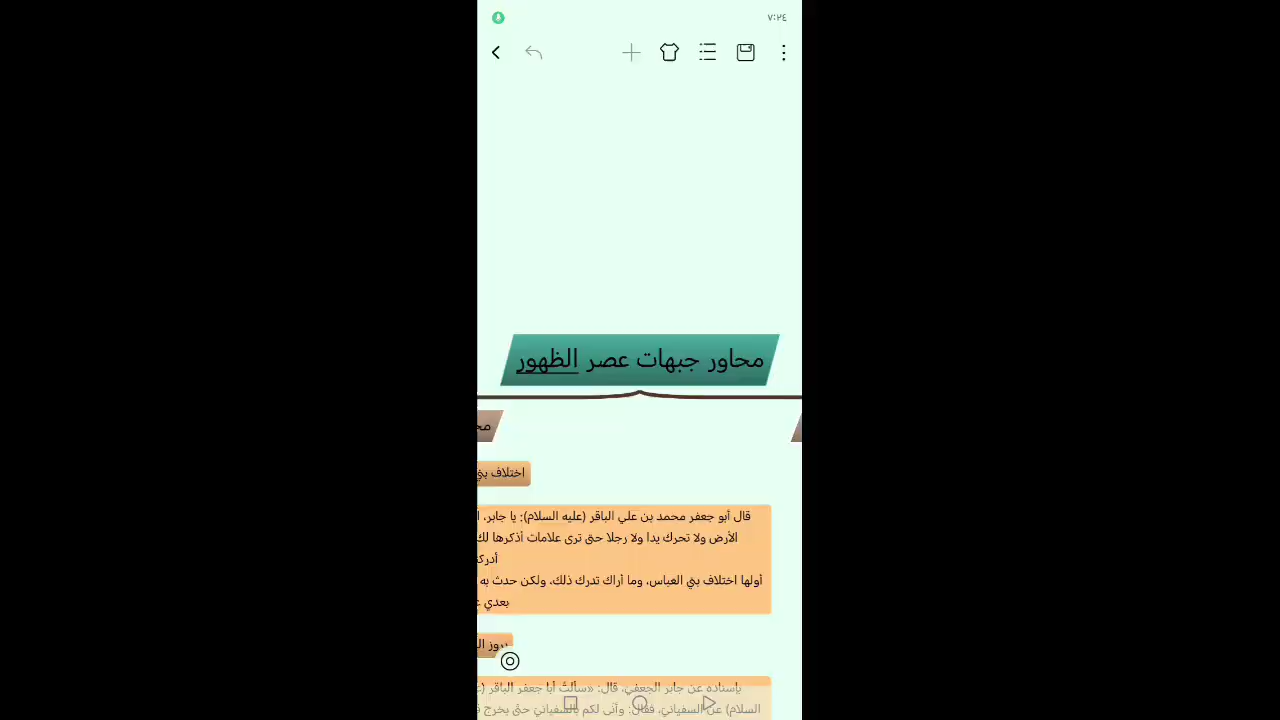 ٧:٢٤
محاور جبهات عصر الظهور
اختلاف بني
قال أبو جعفر محمد بن علي الباقر (عليه السلام): يا جابر،
الأرض ولا تحرك يدا ولا رجلا حتى ترى علامات أذكرها لك
أولها اختلاف بني العباس، وما أراك تدرك ذلك، ولكن حدث به
بعدي
بروز
بإسناده عن جابر الجعفي، قال: «سألتُ أبا جعفر الباقر
السلام) عن السفياني، فقال: وأنى لكم بالسفياني حتى يخرج